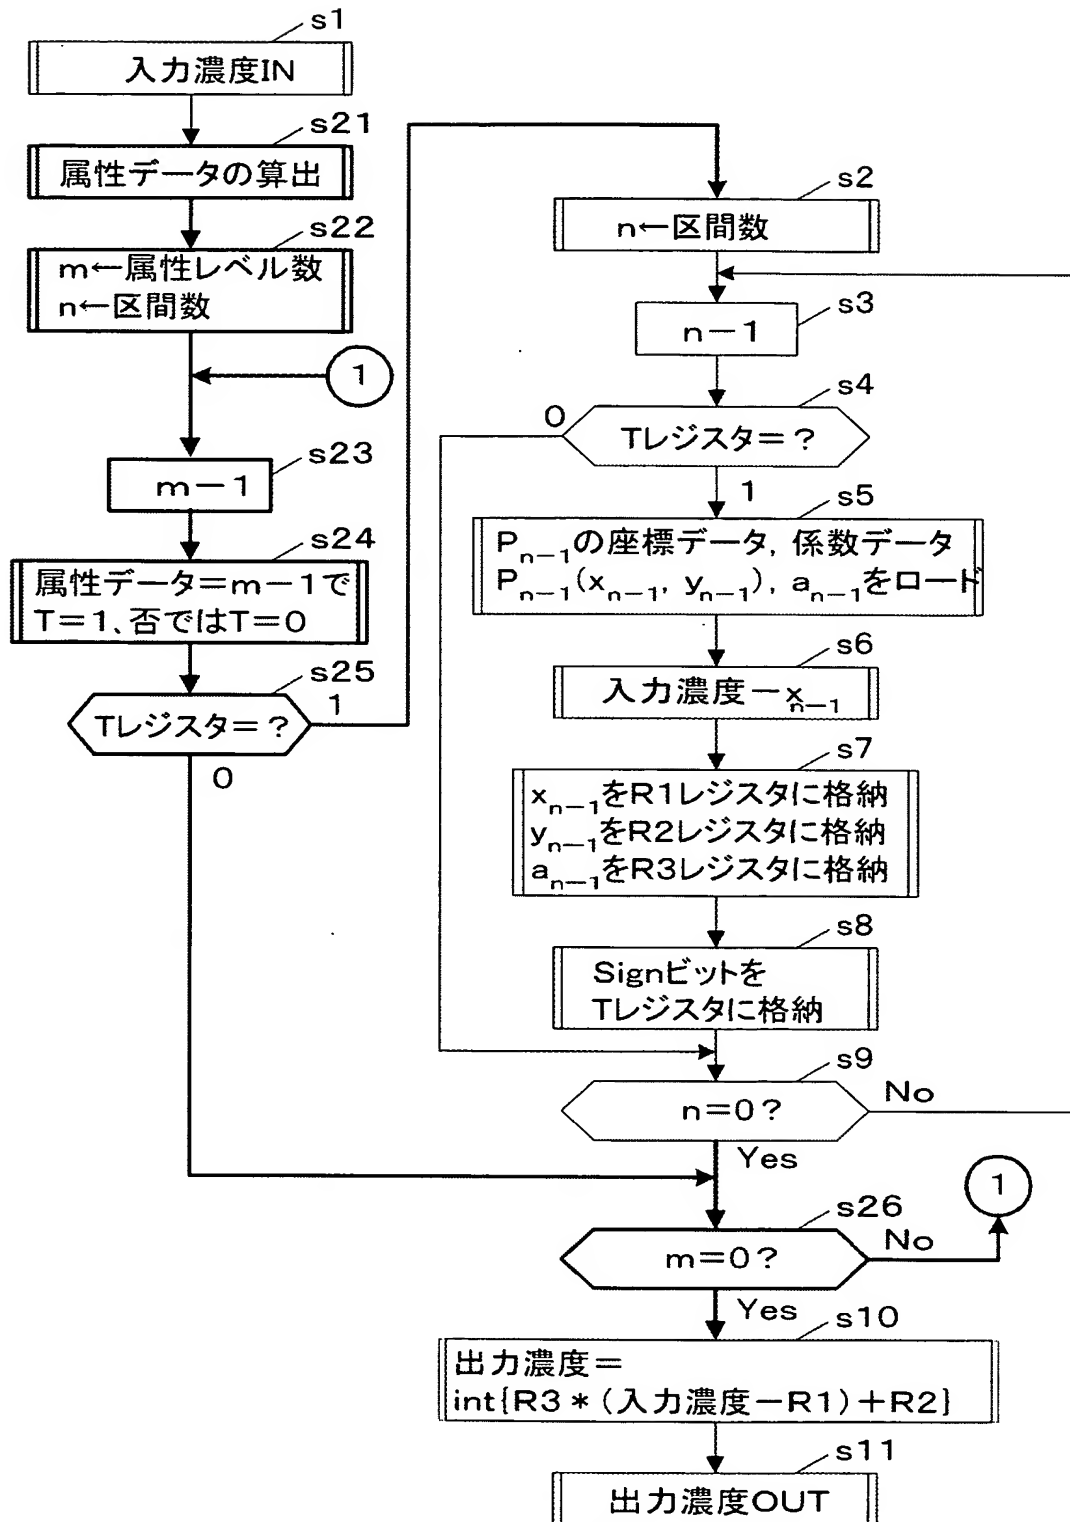 s1
入力濃度IN
s21
属性データの算出
s22
m←属性レベル数
n←区間数
1
s23
m−1
s24
属性データ=m−1で
T=1、否ではT=0
s25
Tレジスタ=?
1
0
s2
n←区間数
s3
n−1
s4
0
Tレジスタ=?
1
s5
Pn−1の座標データ, 係数データ
Pn−1(xn−1, yn−1), an−1をロード
s6
入力濃度−xn−1
s7
xn−1をR1レジスタに格納
yn−1をR2レジスタに格納
an−1をR3レジスタに格納
s8
Signビットを
Tレジスタに格納
s9
n=0?
No
Yes
1
s26
m=0?
No
Yes
s10
出力濃度=
int{R3*(入力濃度−R1)+R2}
s11
出力濃度OUT